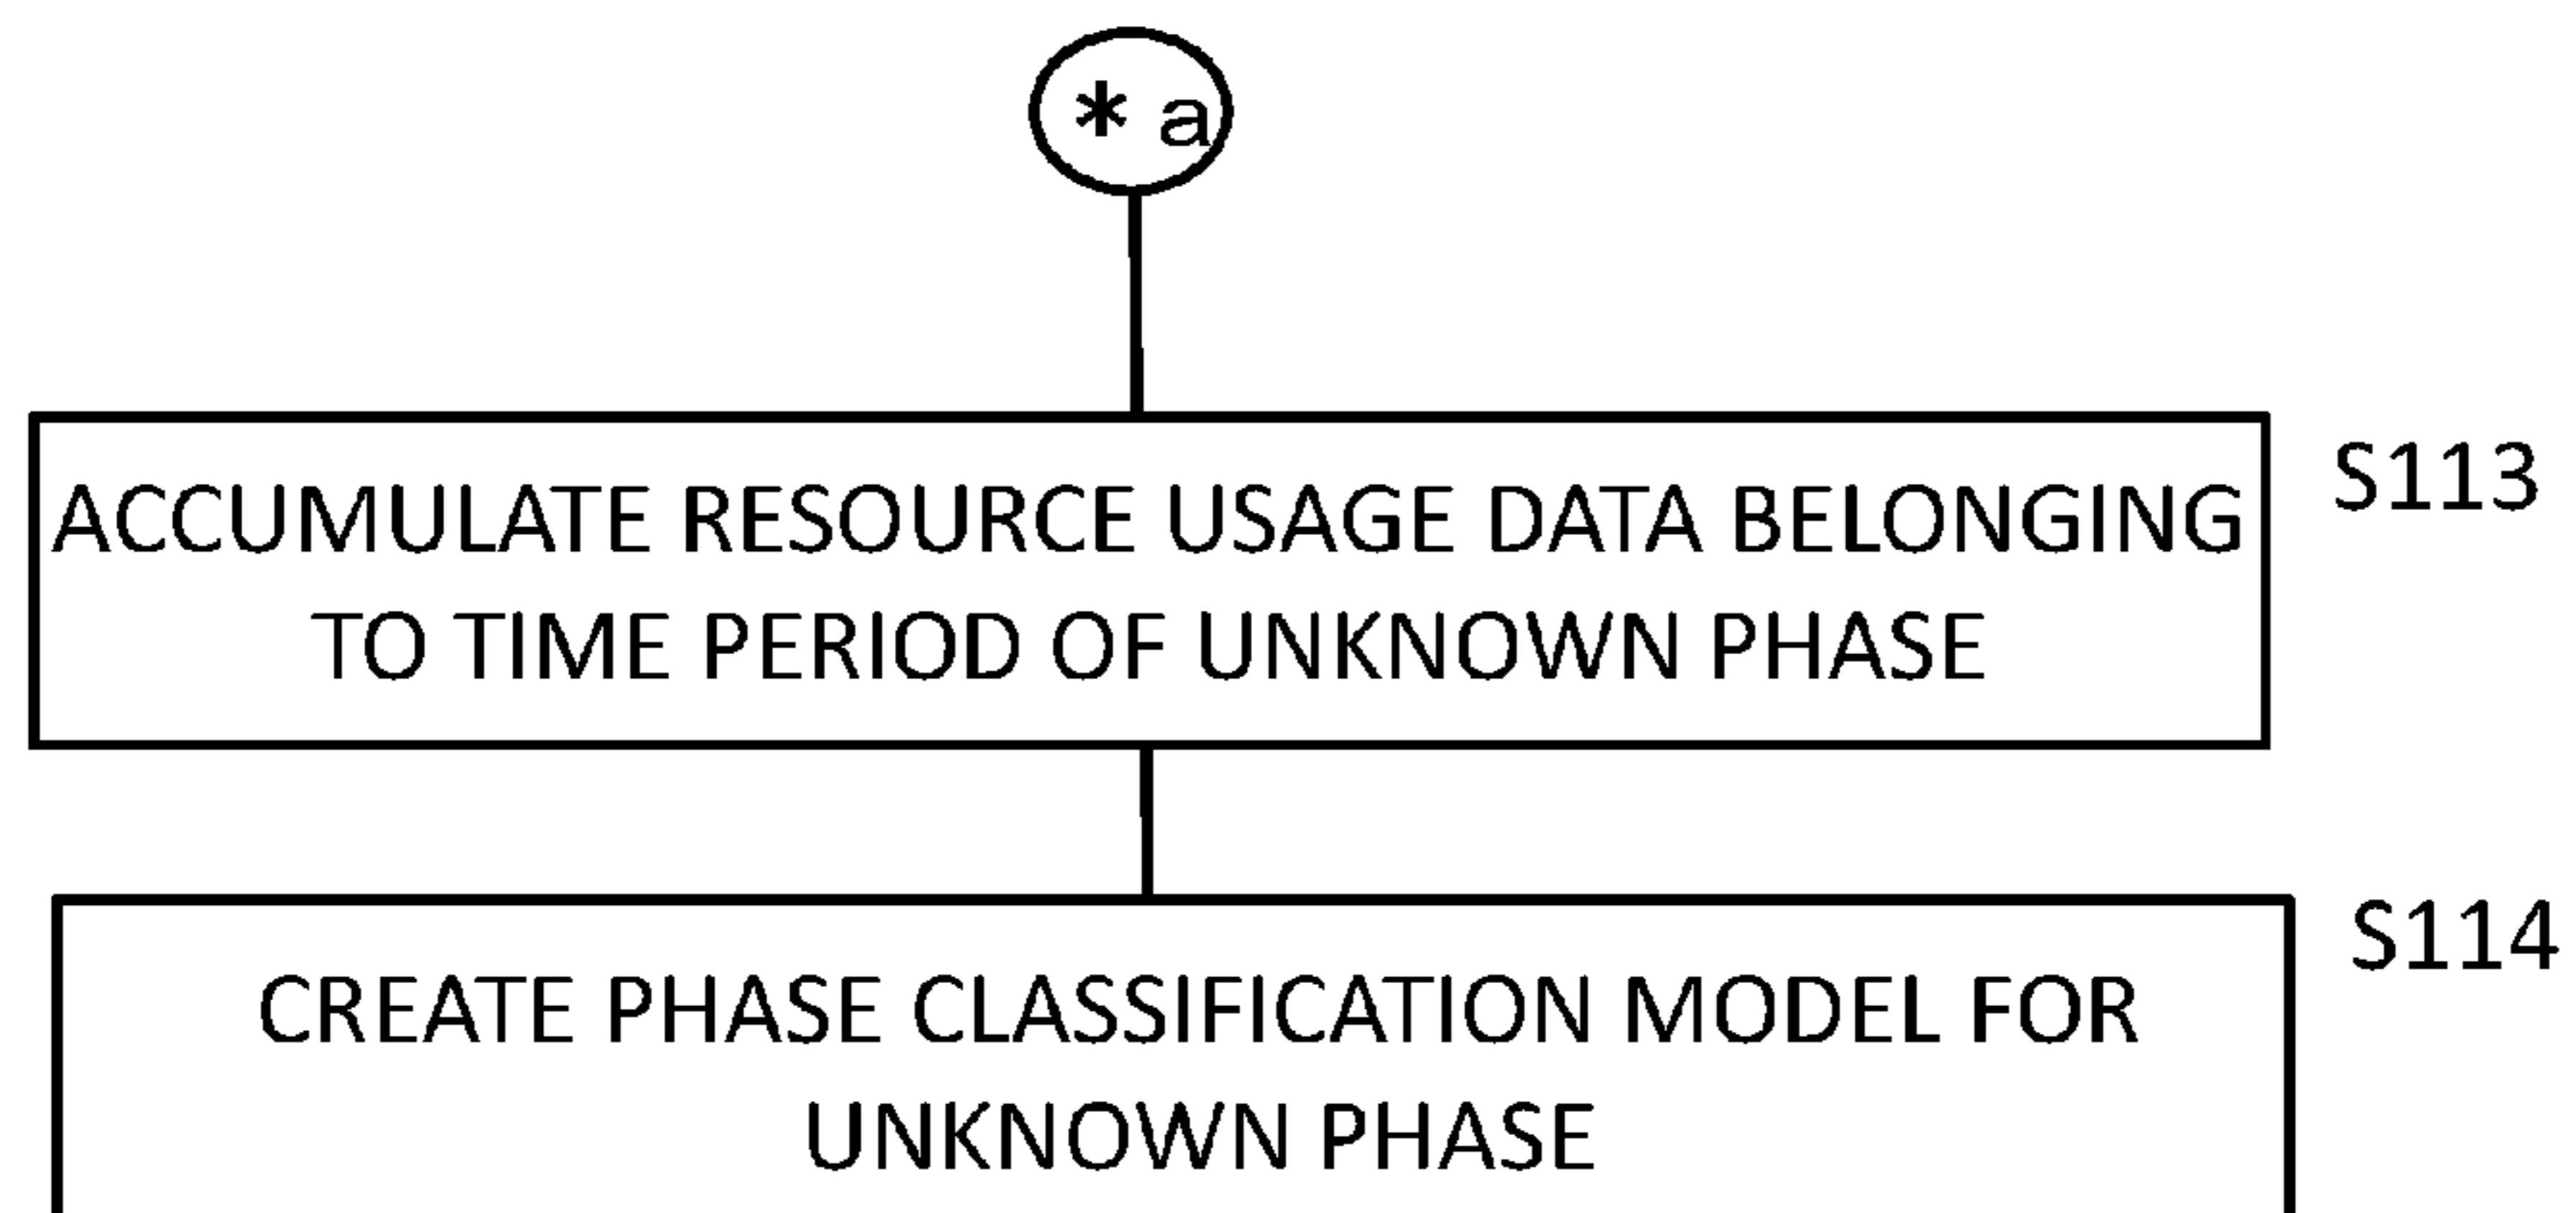 * a
ACCUMULATE RESOURCE USAGE DATA BELONGING
TO TIME PERIOD OF UNKNOWN PHASE
S113
CREATE PHASE CLASSIFICATION MODEL FOR
UNKNOWN PHASE
S114